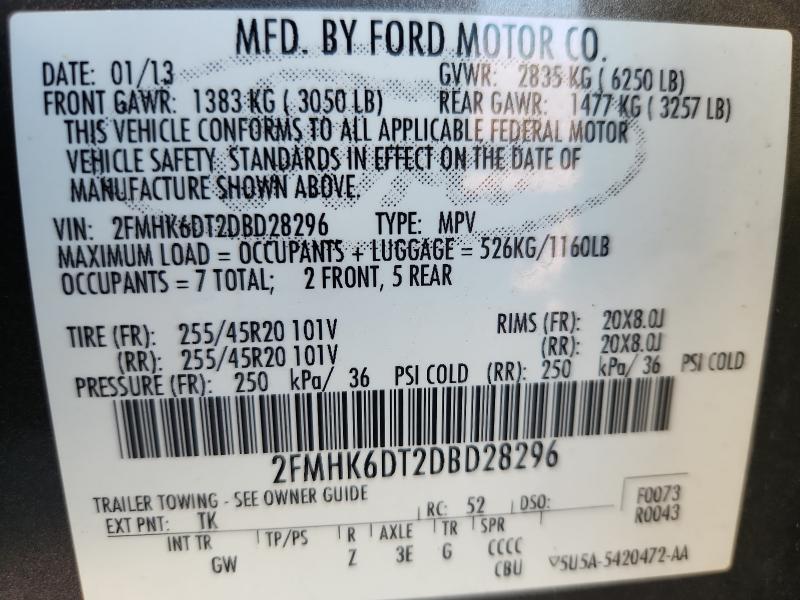 MFD. BY FORD MOTOR CO.
DATE: 01/13 GVWR: 2835 KG ( 6250 LB)
FRONT GAWR: 1383 KG ( 3050 LB) REAR GAWR: 1477 KG ( 3257 LB)
THIS VEHICLE CONFORMS TO ALL APPLICABLE FEDERAL MOTOR
VEHICLE SAFETY STANDARDS IN EFFECT ON THE DATE OF
MANUFACTURE SHOWN ABOVE.
VIN: 2FMHK6DT2DBD28296 TYPE: MPV
MAXIMUM LOAD = OCCUPANTS + LUGGAGE = 526KG/1160LB
OCCUPANTS = 7 TOTAL; 2 FRONT, 5 REAR
TIRE (FR): 255/45R20 101V RIMS (FR): 20X8.0J
(RR): 255/45R20 101V (RR): 20X8.0J
PRESSURE (FR): 250 kPa/ 36 PSI COLD (RR): 250 kPa/ 36 PSI COLD
2FMHK6DT2DBD28296
TRAILER TOWING - SEE OWNER GUIDE
EXT PNT: TK RC: 52 DSO: F0073
R0043
INT TR TP/PS R AXLE TR SPR
GW Z 3E G CCCC
CBU ▽5U5A-5420472-AA